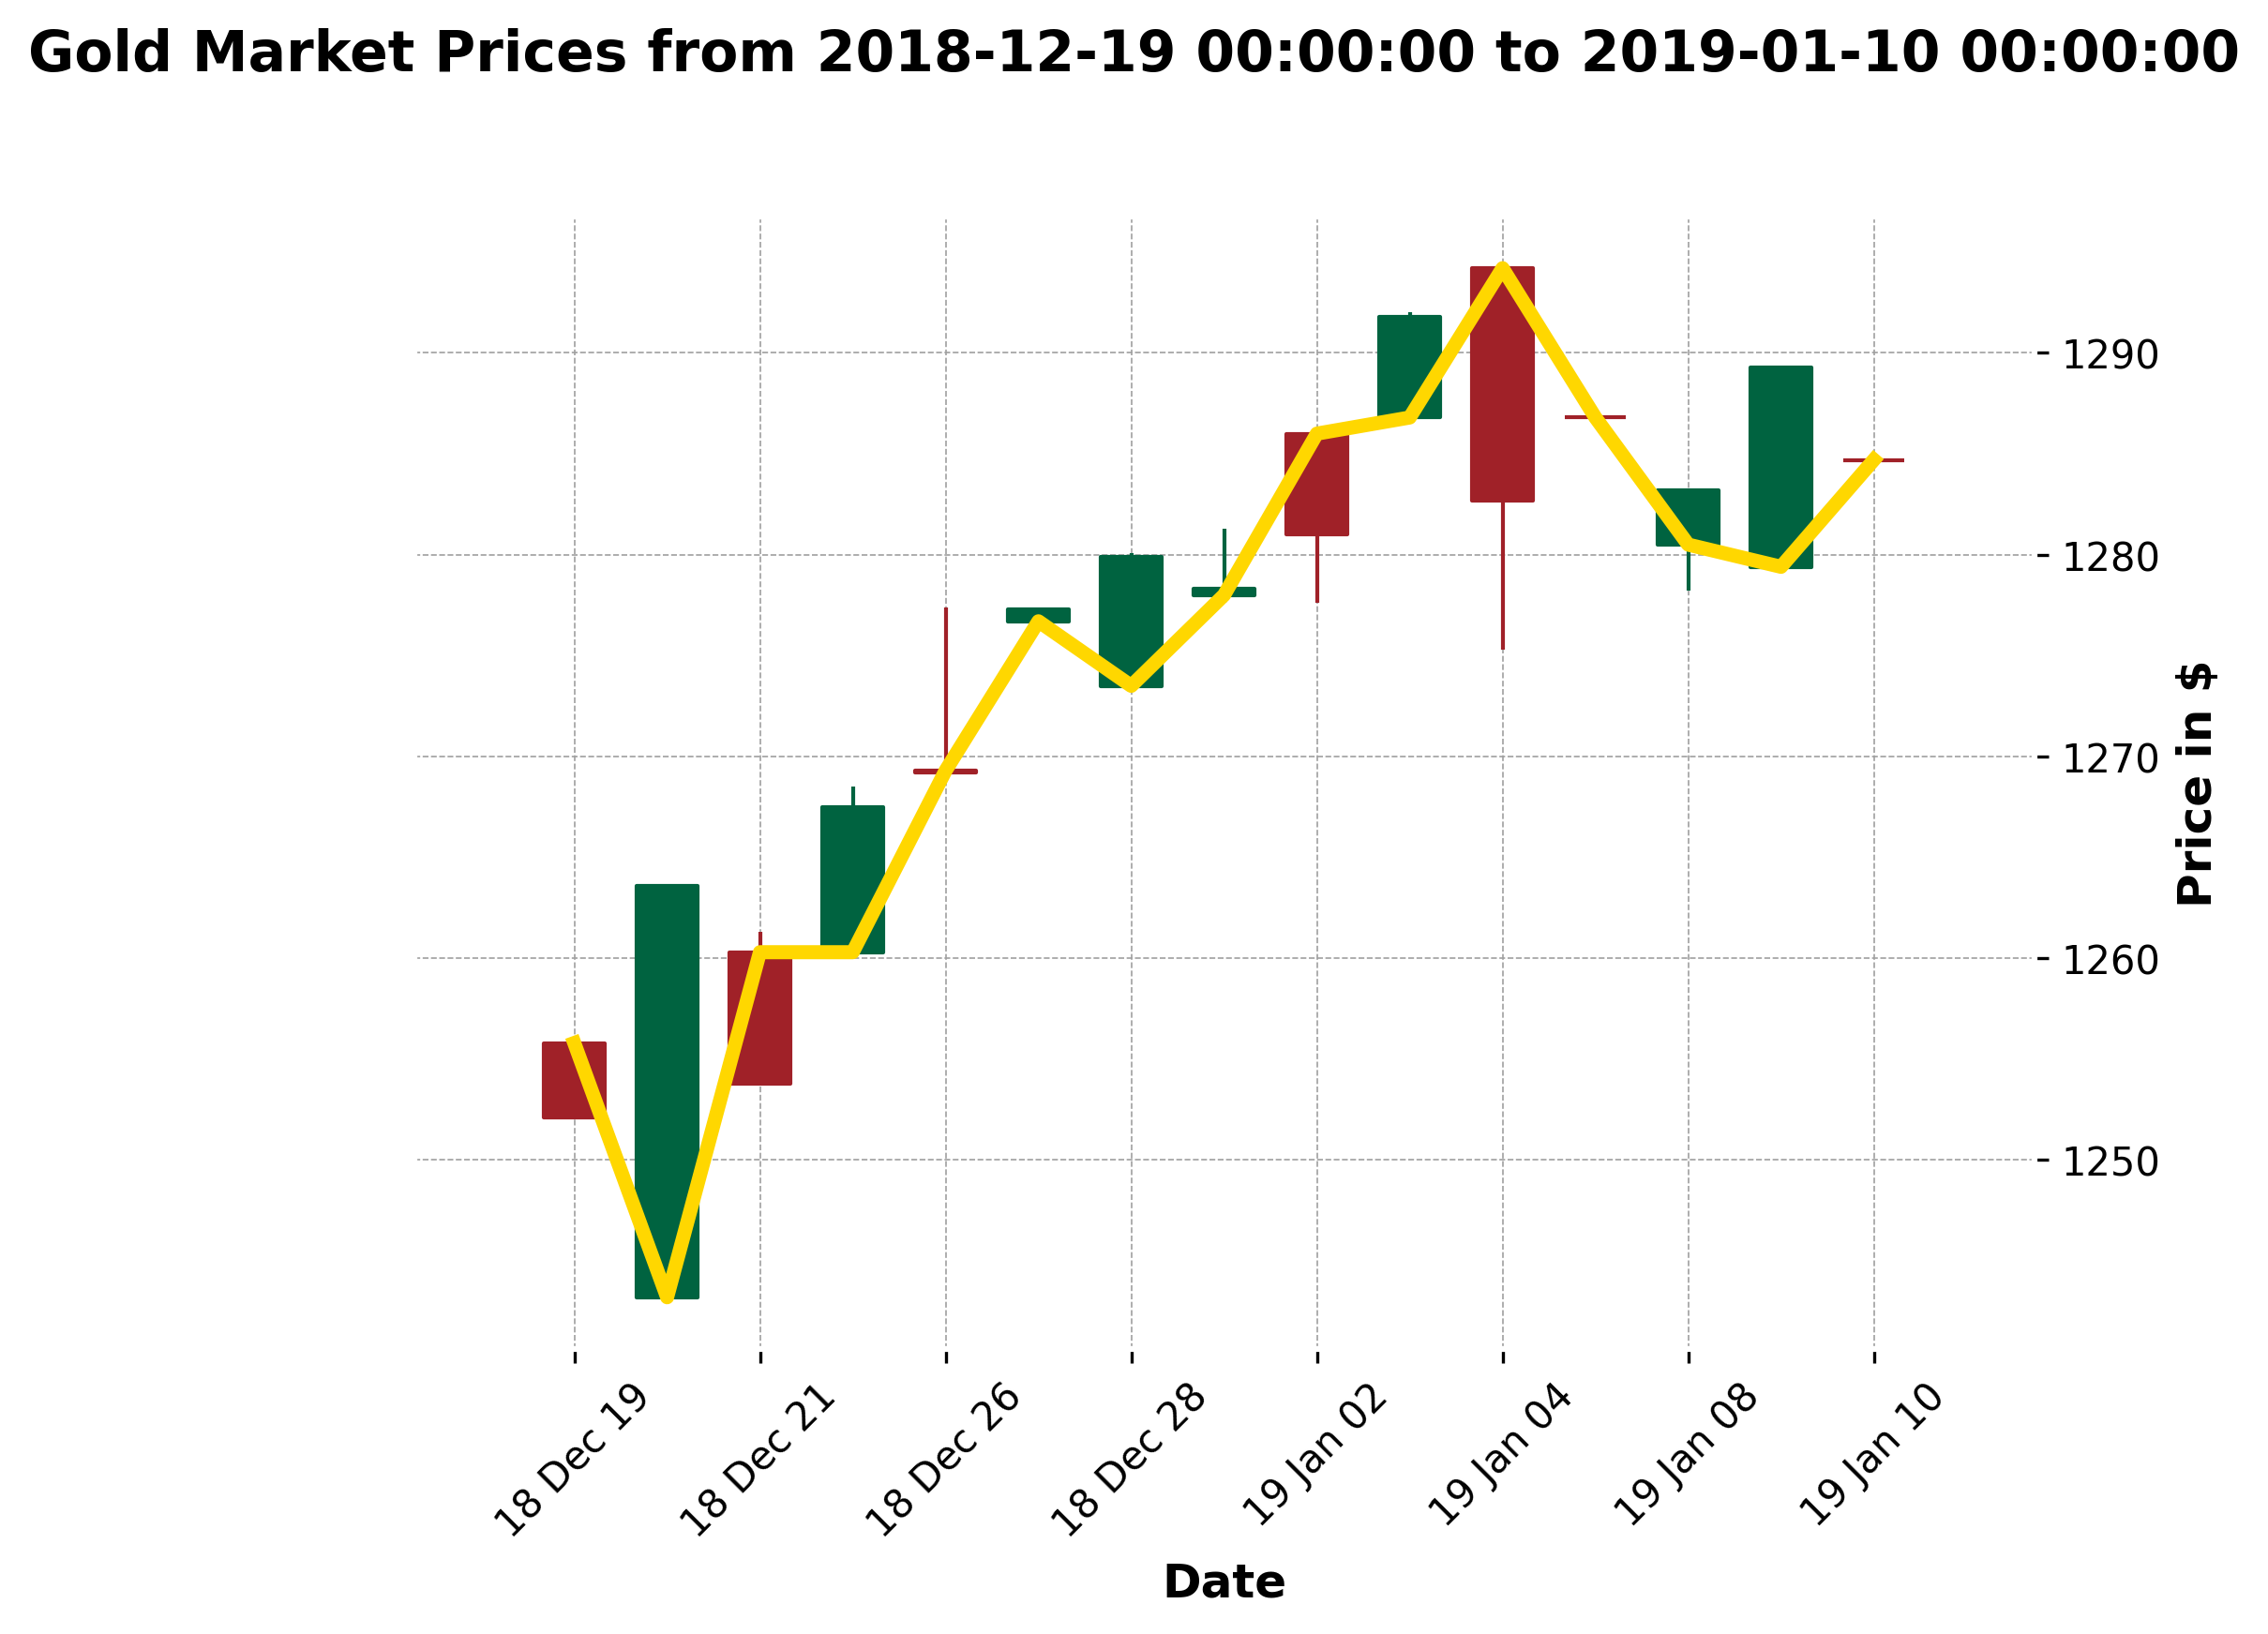 Gold Market Prices from 2018-12-19 00:00:00 to 2019-01-10 00:00:00
1290
1280
1270
1260
1250
Price in $
18 Dec 19
18 Dec 21
18 Dec 26
18 Dec 28
19 Jan 02
19 Jan 04
19 Jan 08
19 Jan 10
Date